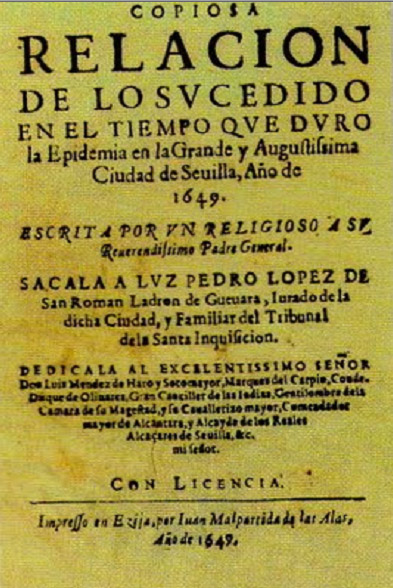 COPIOSA
RELACION
DE LO SVCEDIDO
EN EL TIEMPO QVE DVRO
la Epidemia en la Grande y Augustissima
Ciudad de Seuilla, Año de
1649.
ESCRITA POR VN RELIGIOSO A SV
Reuerendissimo Padre General.
SACALA A LVZ PEDRO LOPEZ DE
San Roman Ladron de Gueuara, Iurado de la
dicha Ciudad, y Familiar del Tribunal
dela Santa Inquisicion.
DEDICALA AL EXCELENTISSIMO SEÑOR
Don Luis Mendez de Haro y Sotomayor, Marques del Carpio, Conde-
Duque de Oliuares, Gran Canciller de las Indias, Gentilombre de la
Camara de su Magestad, y su Cauallerizo mayor, Comendador
mayor de Alcantara, y Alcayde de los Reales
Alcaçares de Seuilla, &c.
mi señor.
CON LICENCIA.
Impresso en Ezija, por Iuan Malpartida de las Alas,
Año de 1649.